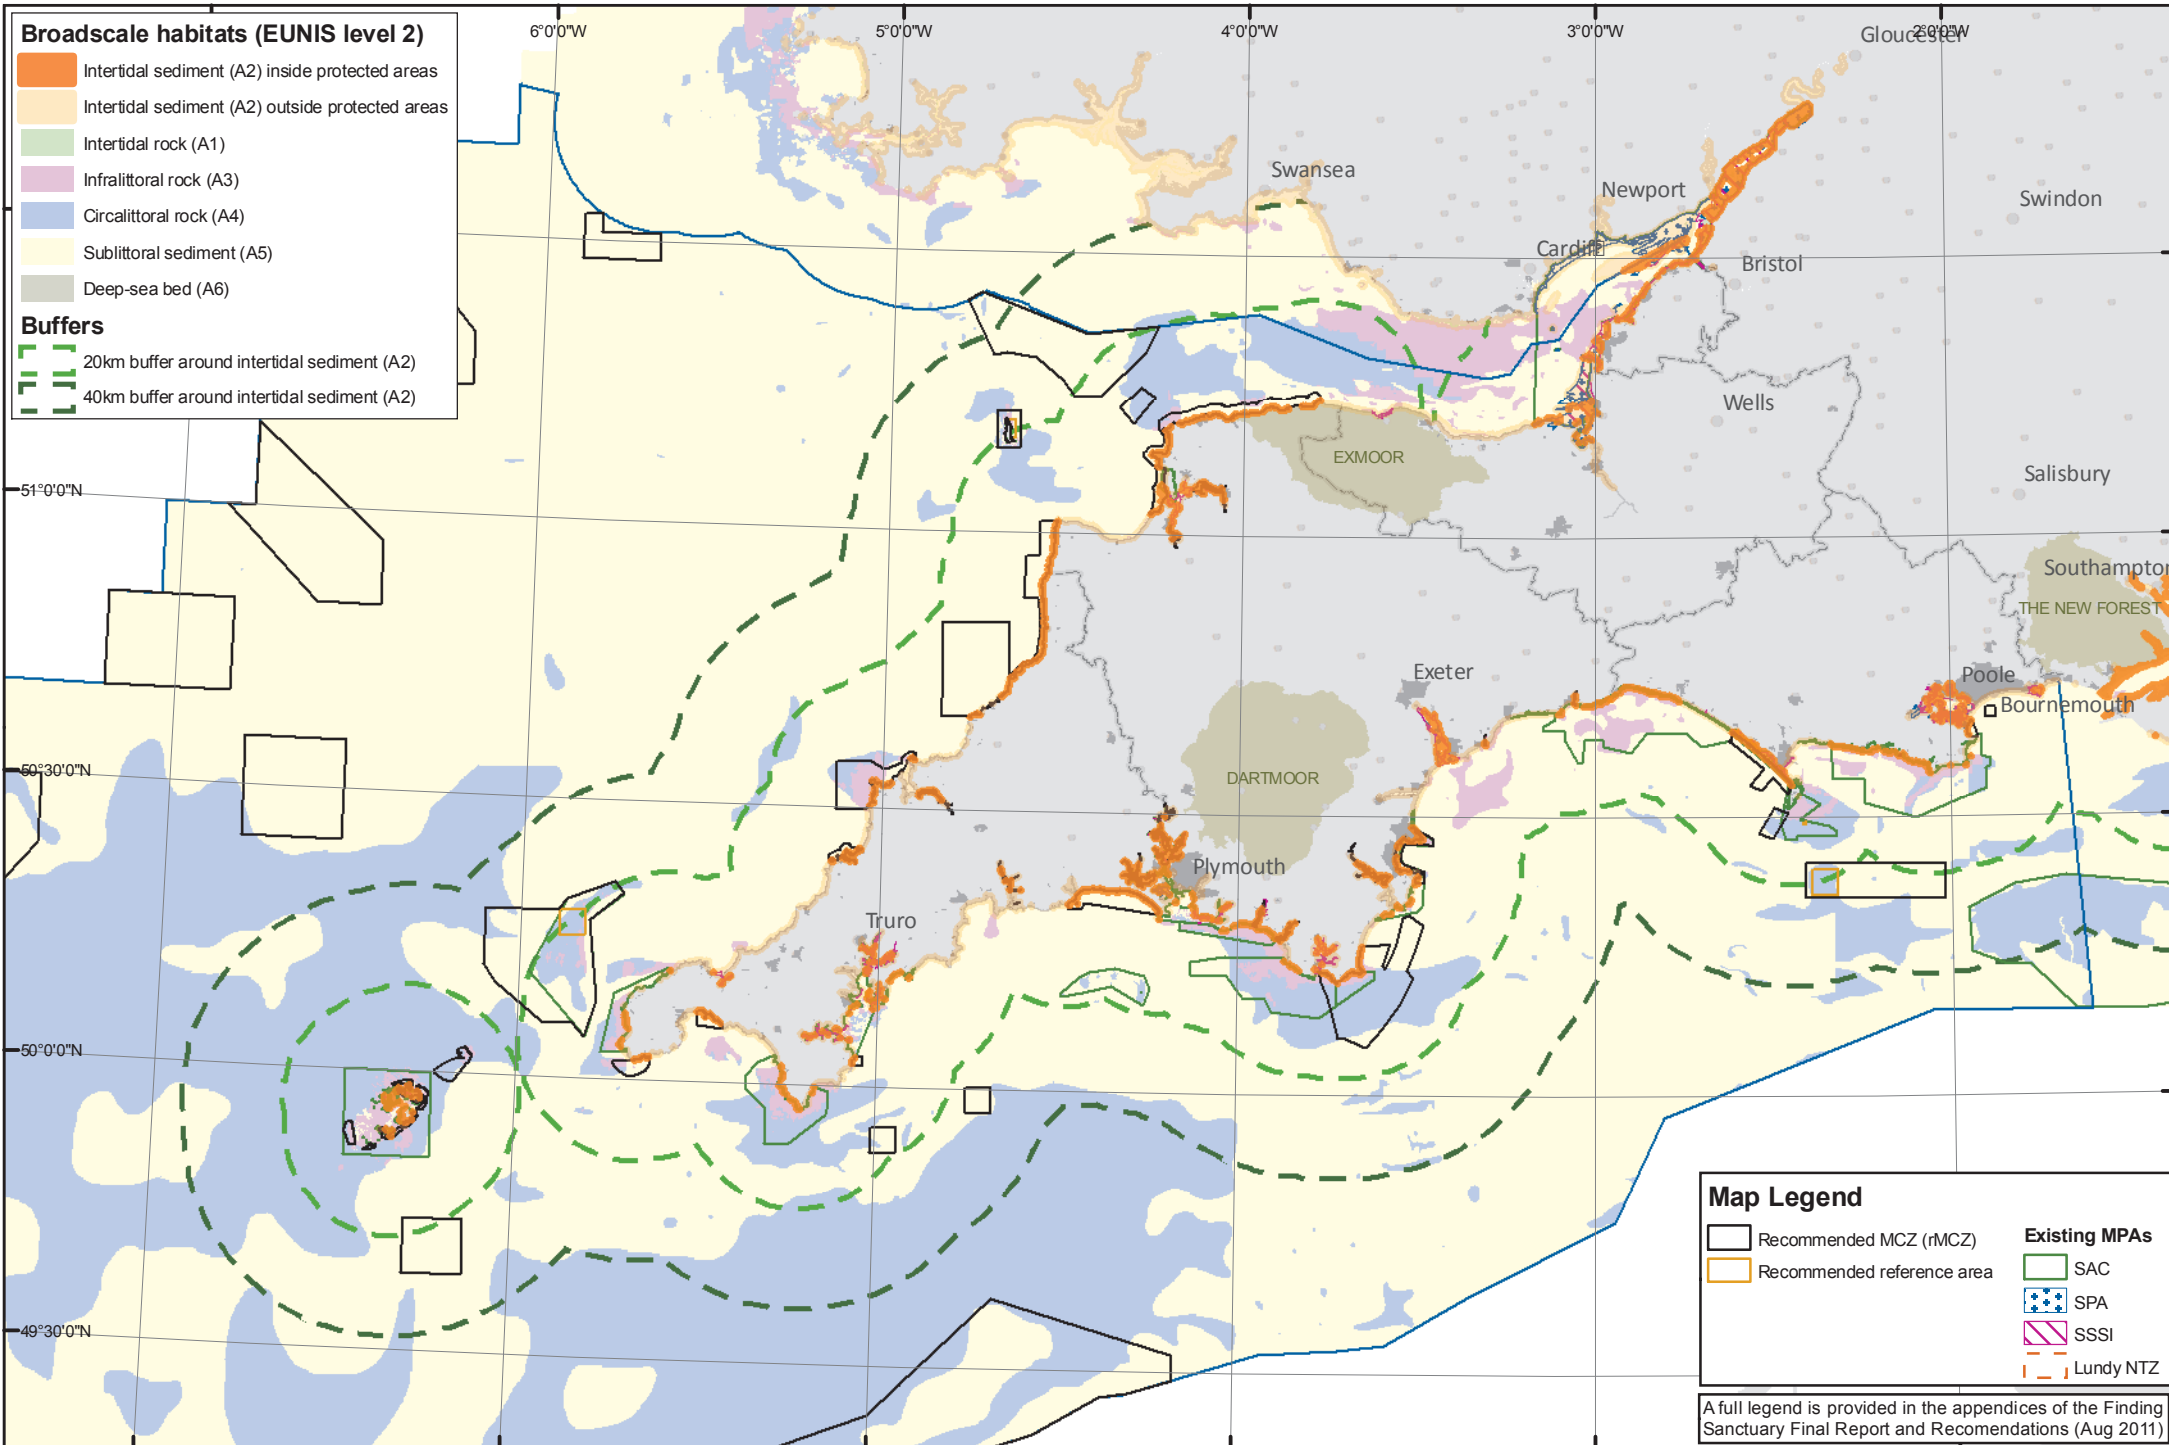 Broadscale habitats (EUNIS level 2)
Intertidal sediment (A2) inside protected areas
Intertidal sediment (A2) outside protected areas
Intertidal rock (A1)
Infralittoral rock (A3)
Circalittoral rock (A4)
Sublittoral sediment (A5)
Deep-sea bed (A6)
Buffers
20km buffer around intertidal sediment (A2)
40km buffer around intertidal sediment (A2)
6°0'0"W
5°0'0"W
4°0'0"W
3°0'0"W
2°0'0"W
Gloucester
Swansea
Newport
Swindon
Cardiff
Bristol
Wells
EXMOOR
Salisbury
51°0'0"N
Southampton
THE NEW FOREST
Exeter
Poole
Bournemouth
50°30'0"N
DARTMOOR
Plymouth
Truro
50°0'0"N
49°30'0"N
Map Legend
Recommended MCZ (rMCZ)
Recommended reference area
Existing MPAs
SAC
SPA
SSSI
Lundy NTZ
A full legend is provided in the appendices of the Finding
Sanctuary Final Report and Recomendations (Aug 2011)